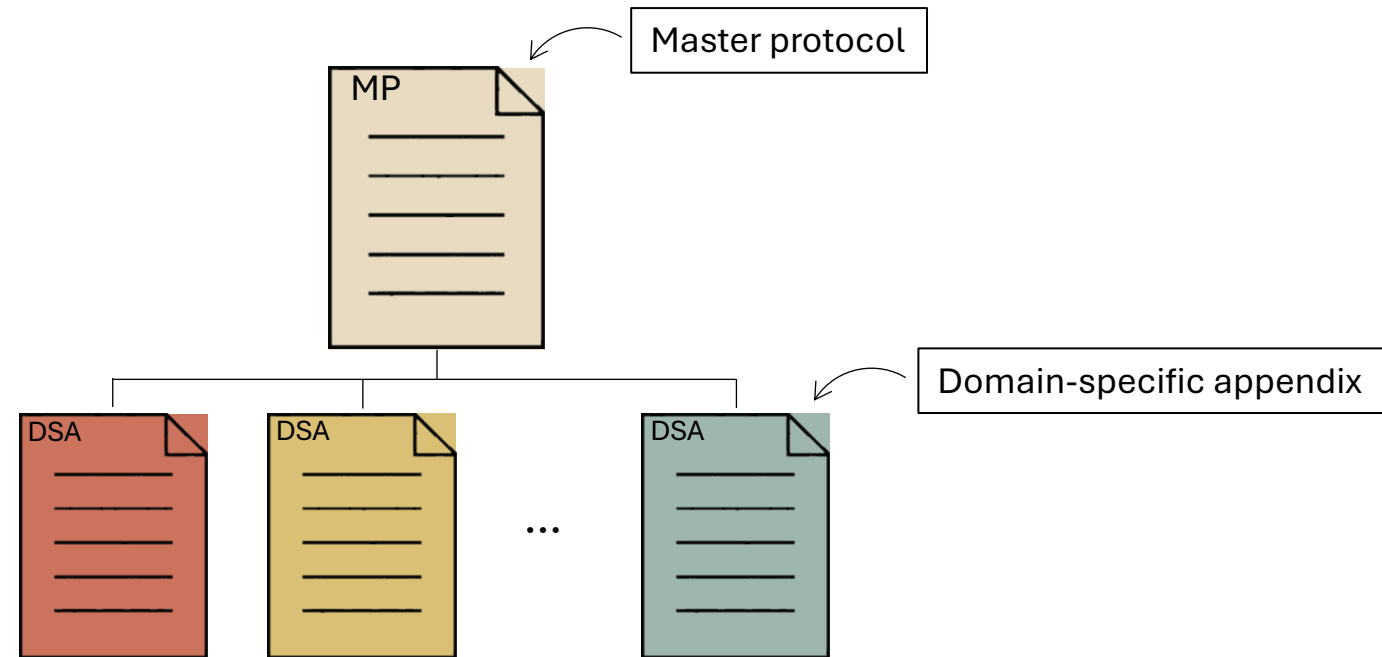 Master protocol
MP
Domain-specific appendix
DSA
DSA
...
DSA